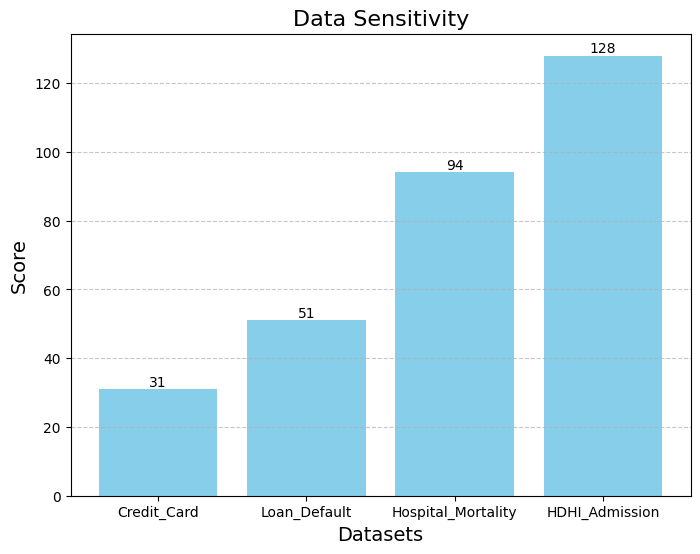 Data Sensitivity
128
120
100
94
80
Score
60
51
40
31
20
0
Credit_Card Loan_Default Hospital_Mortality HDHI_Admission
Datasets